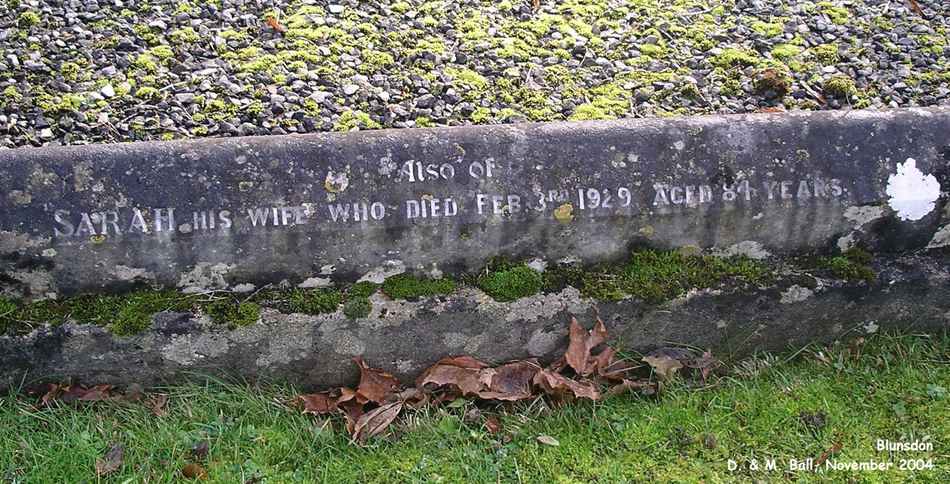 Also of
SARAH HIS WIFE WHO DIED FEB. 3RD 1929 AGED 84 YEARS.
Blunsdon
D. & M. Ball, November 2004